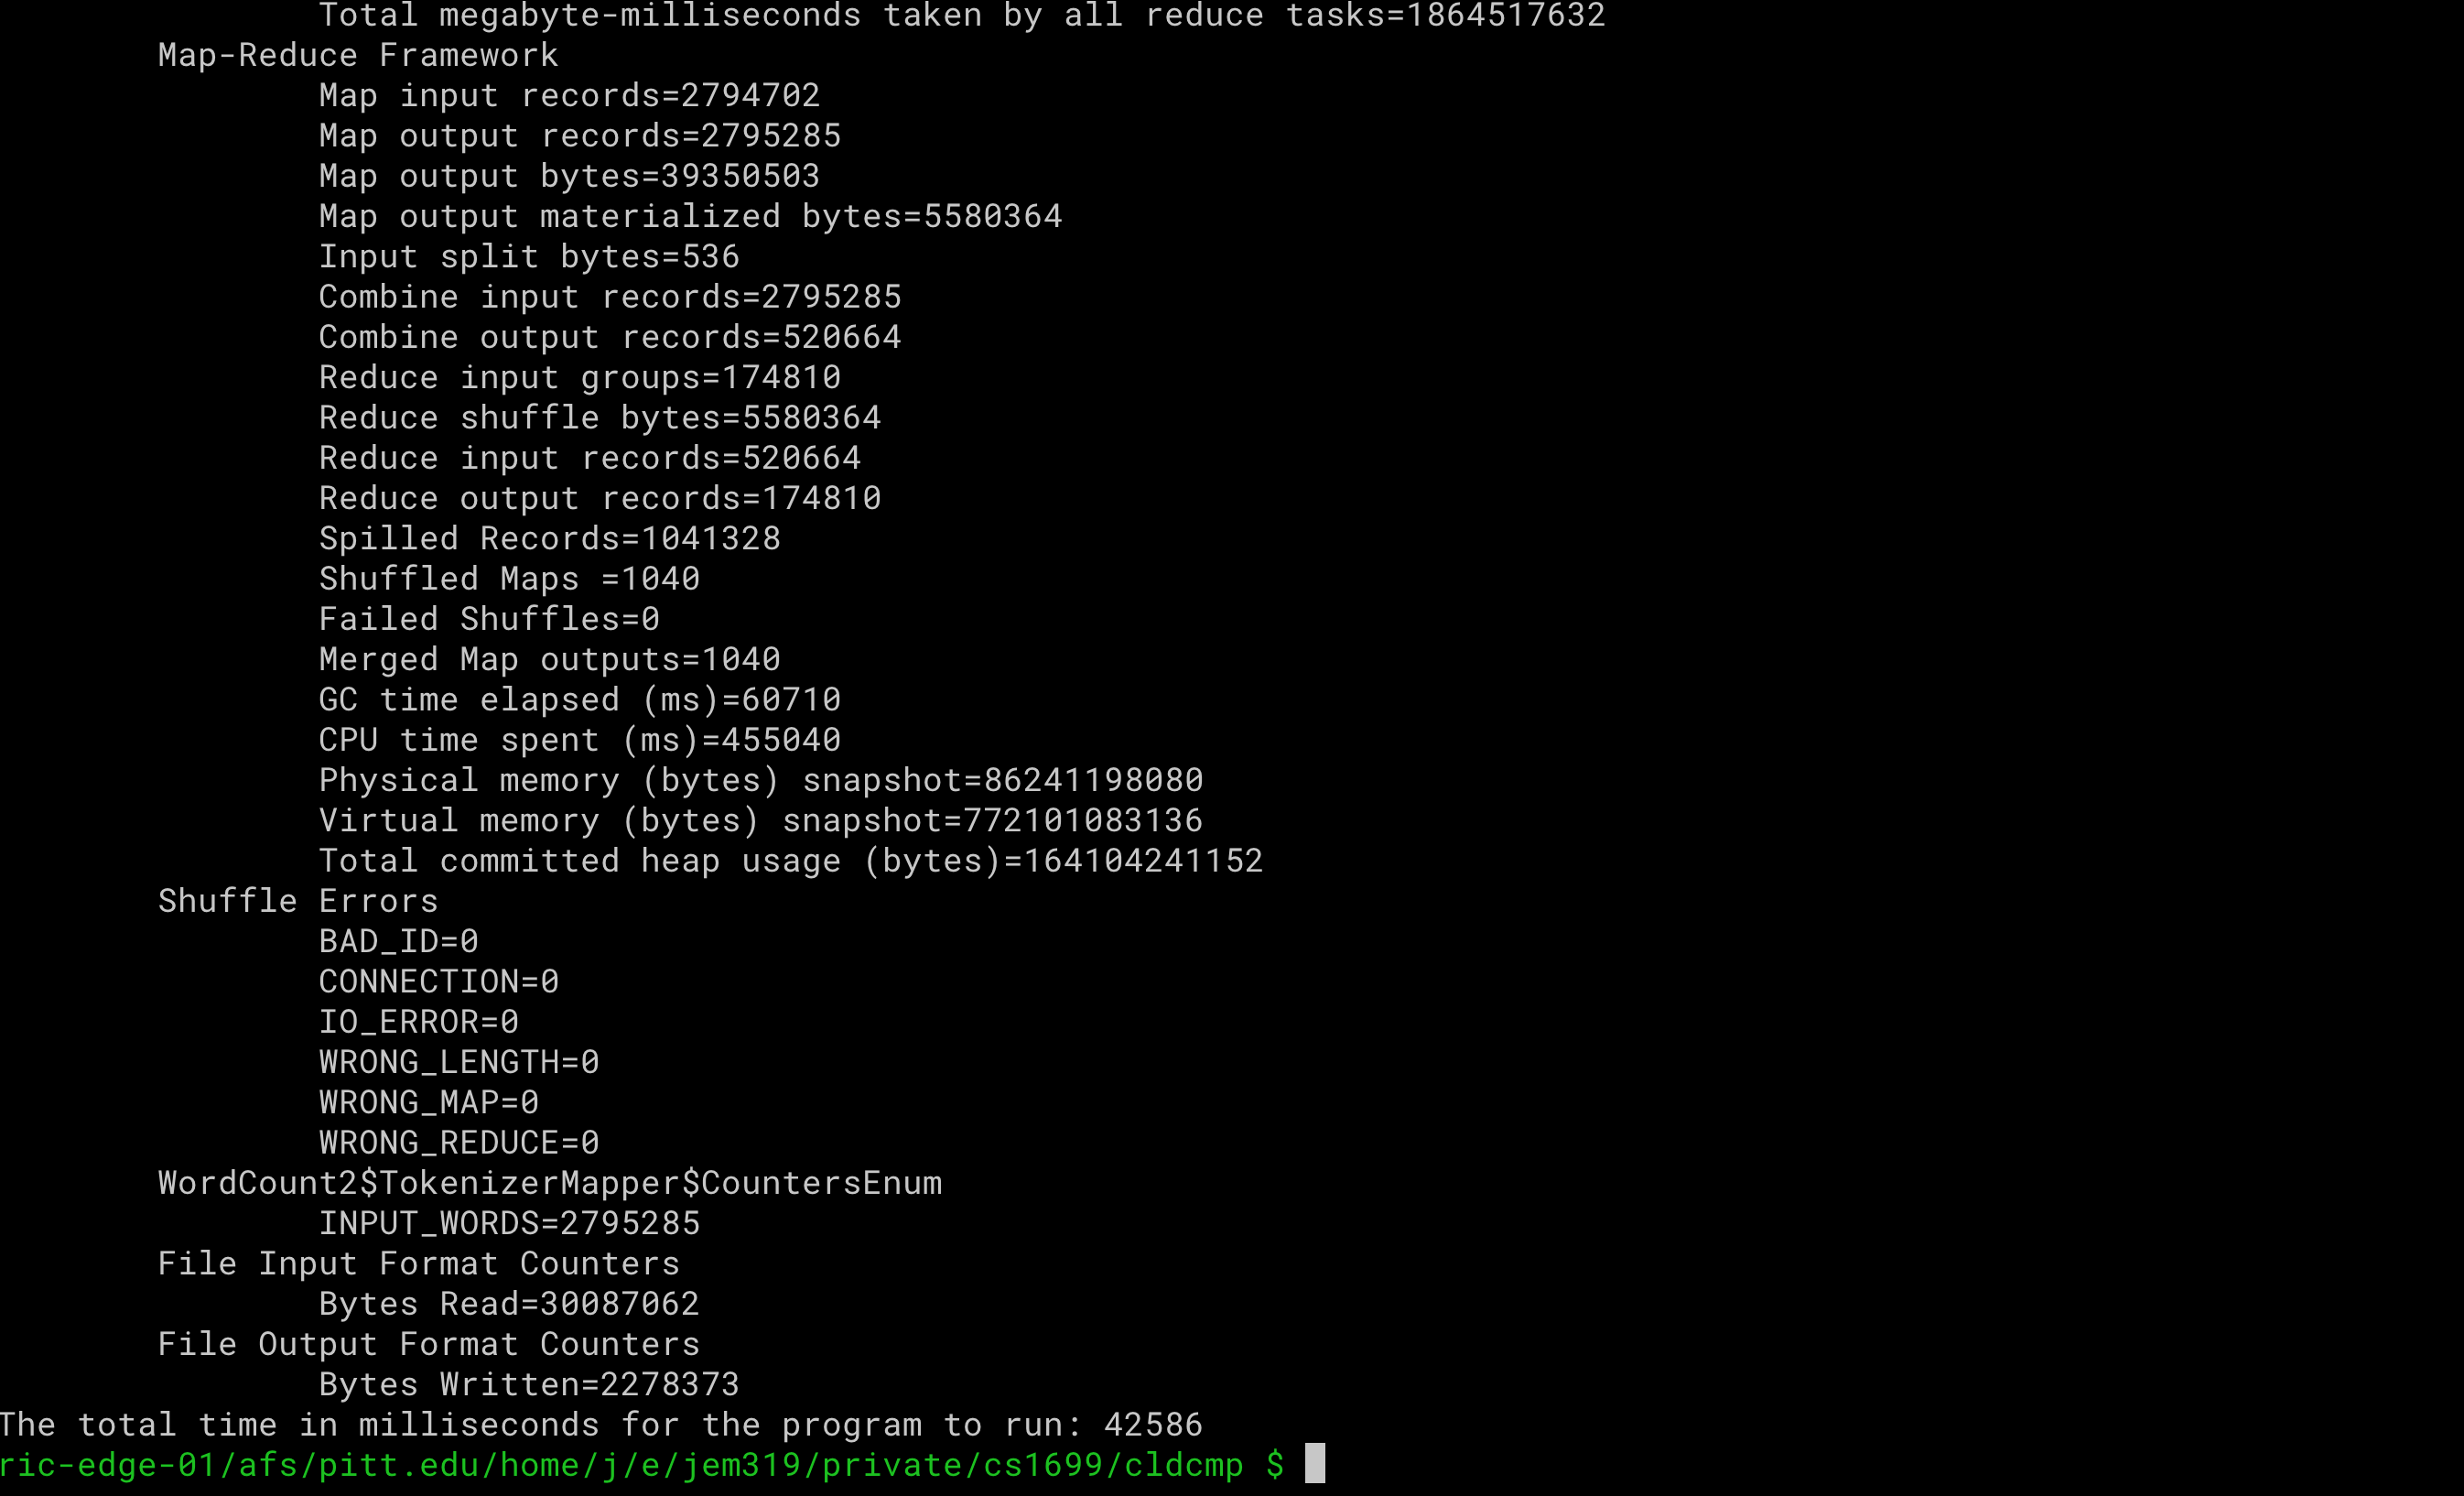 Total megabyte-milliseconds taken by all reduce tasks=1864517632
Map-Reduce Framework
Map input records=2794702
Map output records=2795285
Map output bytes=39350503
Map output materialized bytes=5580364
Input split bytes=536
Combine input records=2795285
Combine output records=520664
Reduce input groups=174810
Reduce shuffle bytes=5580364
Reduce input records=520664
Reduce output records=174810
Spilled Records=1041328
Shuffled Maps =1040
Failed Shuffles=0
Merged Map outputs=1040
GC time elapsed (ms)=60710
CPU time spent (ms)=455040
Physical memory (bytes) snapshot=86241198080
Virtual memory (bytes) snapshot=772101083136
Total committed heap usage (bytes)=164104241152
Shuffle Errors
BAD_ID=0
CONNECTION=0
IO_ERROR=0
WRONG_LENGTH=0
WRONG_MAP=0
WRONG_REDUCE=0
WordCount2$TokenizerMapper$CountersEnum
INPUT_WORDS=2795285
File Input Format Counters
Bytes Read=30087062
File Output Format Counters
Bytes Written=2278373
The total time in milliseconds for the program to run: 42586
ric-edge-01/afs/pitt.edu/home/j/e/jem319/private/cs1699/cldcmp $